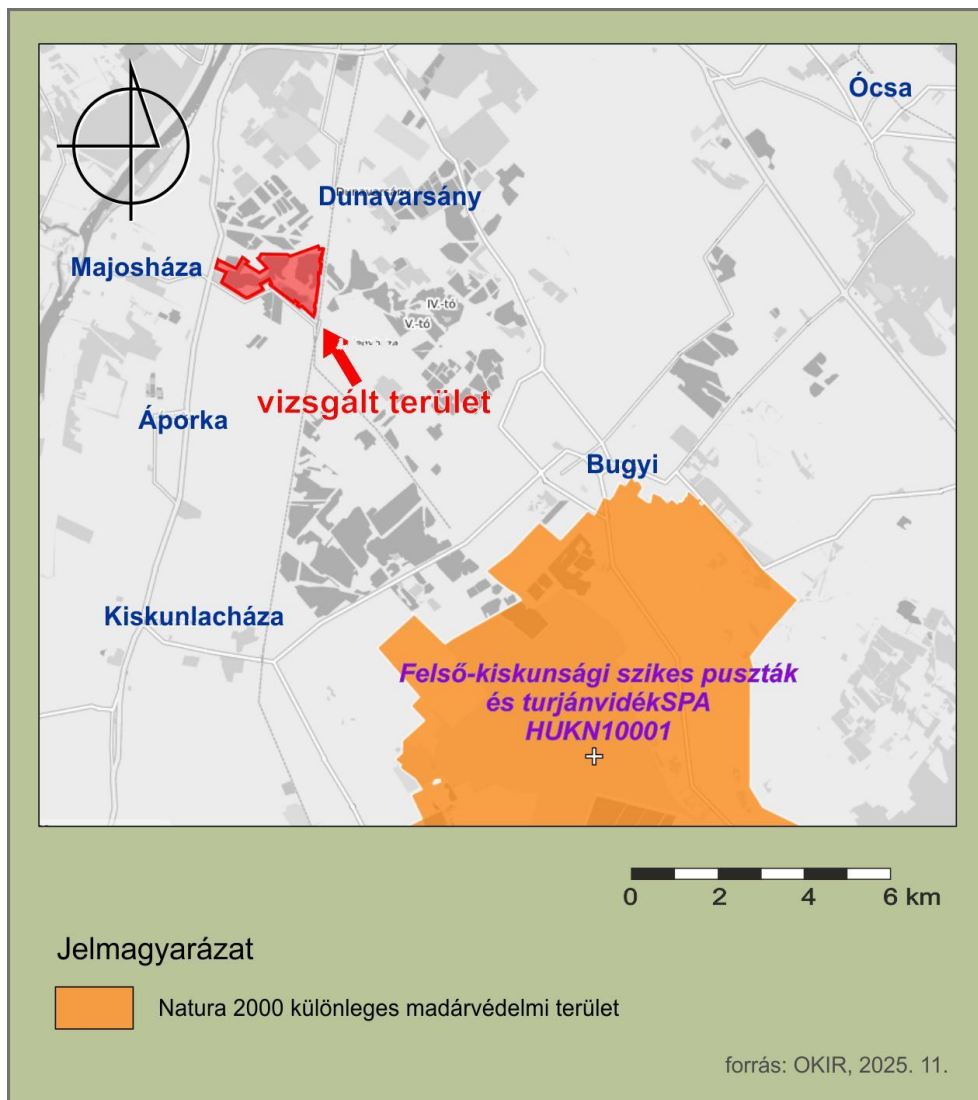 Ócsa
Dunavarsány
Dunavarsány
Majosháza
IV.-tó
V.-tó
vizsgált terület
Áporka
Bugyi
Kiskunlacháza
Felső-kiskunsági szikes puszták
és turjánvidékSPA
HUKN10001
0 2 4 6 km
Jelmagyarázat
Natura 2000 különleges madárvédelmi terület
forrás: OKIR, 2025. 11.